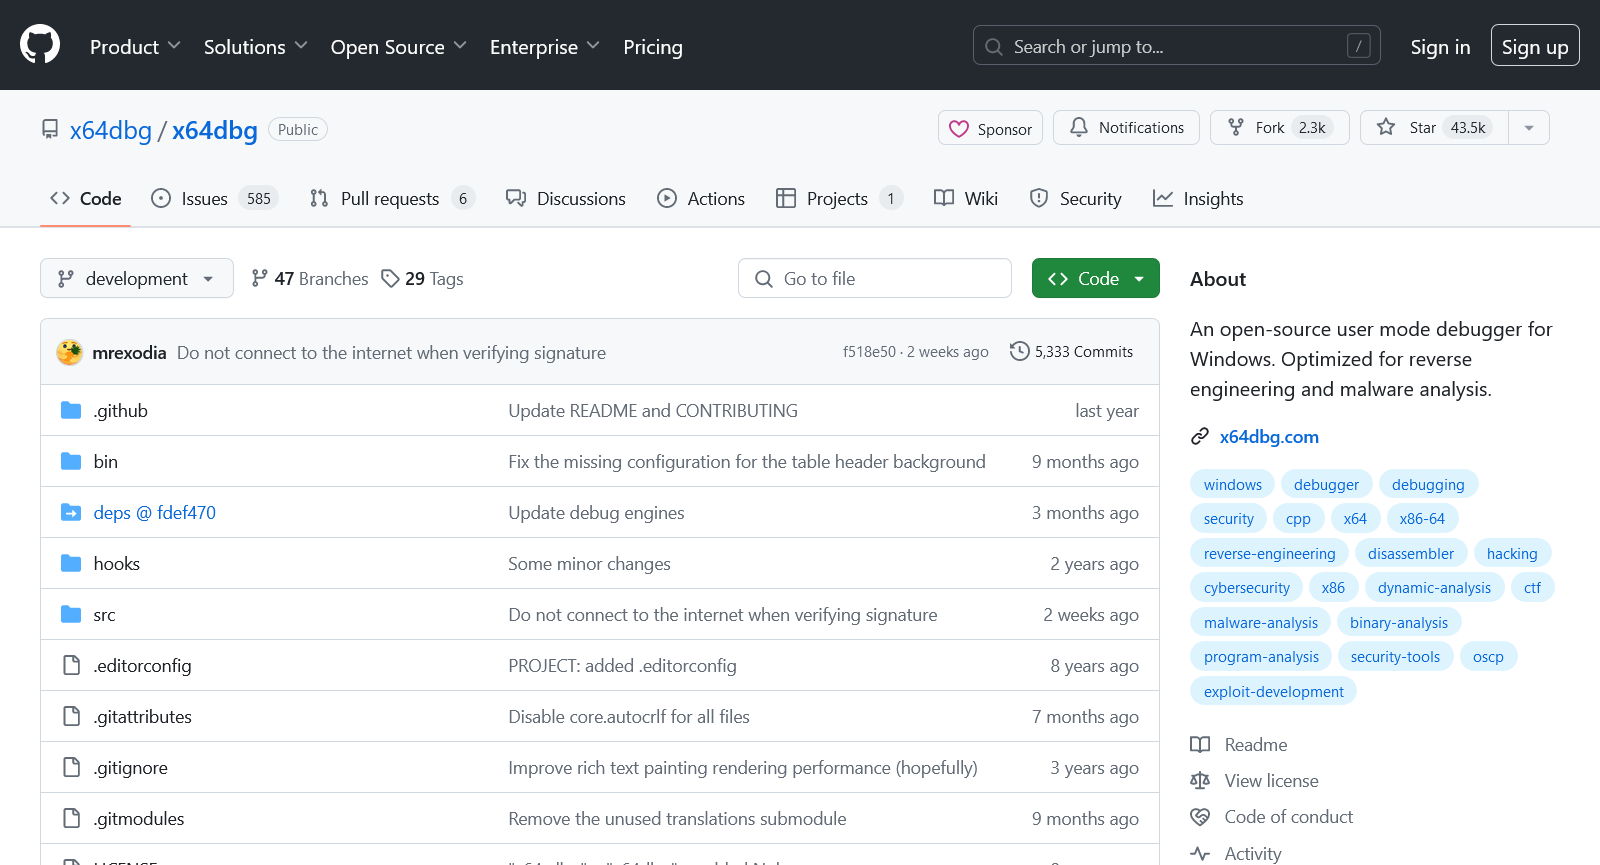 Product Solutions Open Source Enterprise Pricing Search or jump to... / Sign in Sign up
x64dbg / x64dbg Public Sponsor Notifications Fork 2.3k Star 43.5k
Code Issues 585 Pull requests 6 Discussions Actions Projects 1 Wiki Security Insights
development 47 Branches 29 Tags Go to file Code
mrexodia Do not connect to the internet when verifying signature f518e50 · 2 weeks ago 5,333 Commits
.github Update README and CONTRIBUTING last year
bin Fix the missing configuration for the table header background 9 months ago
deps @ fdef470 Update debug engines 3 months ago
hooks Some minor changes 2 years ago
src Do not connect to the internet when verifying signature 2 weeks ago
.editorconfig PROJECT: added .editorconfig 8 years ago
.gitattributes Disable core.autocrlf for all files 7 months ago
.gitignore Improve rich text painting rendering performance (hopefully) 3 years ago
.gitmodules Remove the unused translations submodule 9 months ago
About
An open-source user mode debugger for
Windows. Optimized for reverse
engineering and malware analysis.
x64dbg.com
windows debugger debugging
security cpp x64 x86-64
reverse-engineering disassembler hacking
cybersecurity x86 dynamic-analysis ctf
malware-analysis binary-analysis
program-analysis security-tools oscp
exploit-development
Readme
View license
Code of conduct
Activity